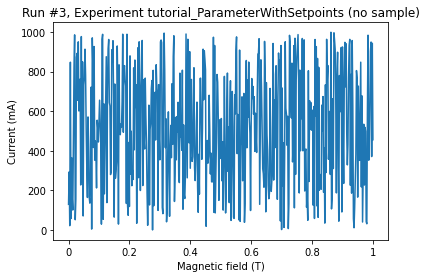 Run #3, Experiment tutorial_ParameterWithSetpoints (no sample)
1000
800
600
400
200
0
Current (mA)
0 0.2 0.4 0.6 0.8 1
Magnetic field (T)